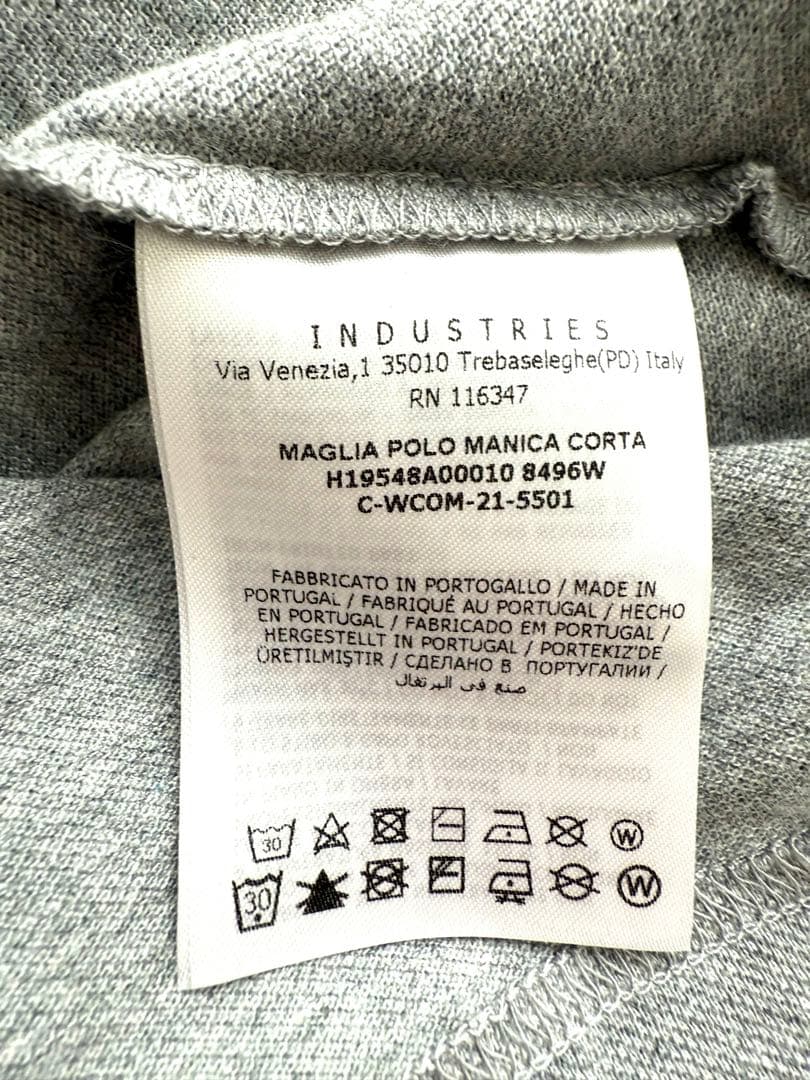 INDUSTRIES
Via Venezia,1 35010 Trebaseleghe(PD) Italy
RN 116347
MAGLIA POLO MANICA CORTA
H19548A00010 8496W
C-WCOM-21-5501
FABBRICATO IN PORTOGALLO / MADE IN
PORTUGAL / FABRIQUÉ AU PORTUGAL / HECHO
EN PORTUGAL / FABRICADO EM PORTUGAL /
HERGESTELLT IN PORTUGAL / PORTEKIZ'DE
ÜRETILMIŞTIR / СДЕЛАНО В ПОРТУГАЛИИ /
صنع في البرتغال
30 W
30 W